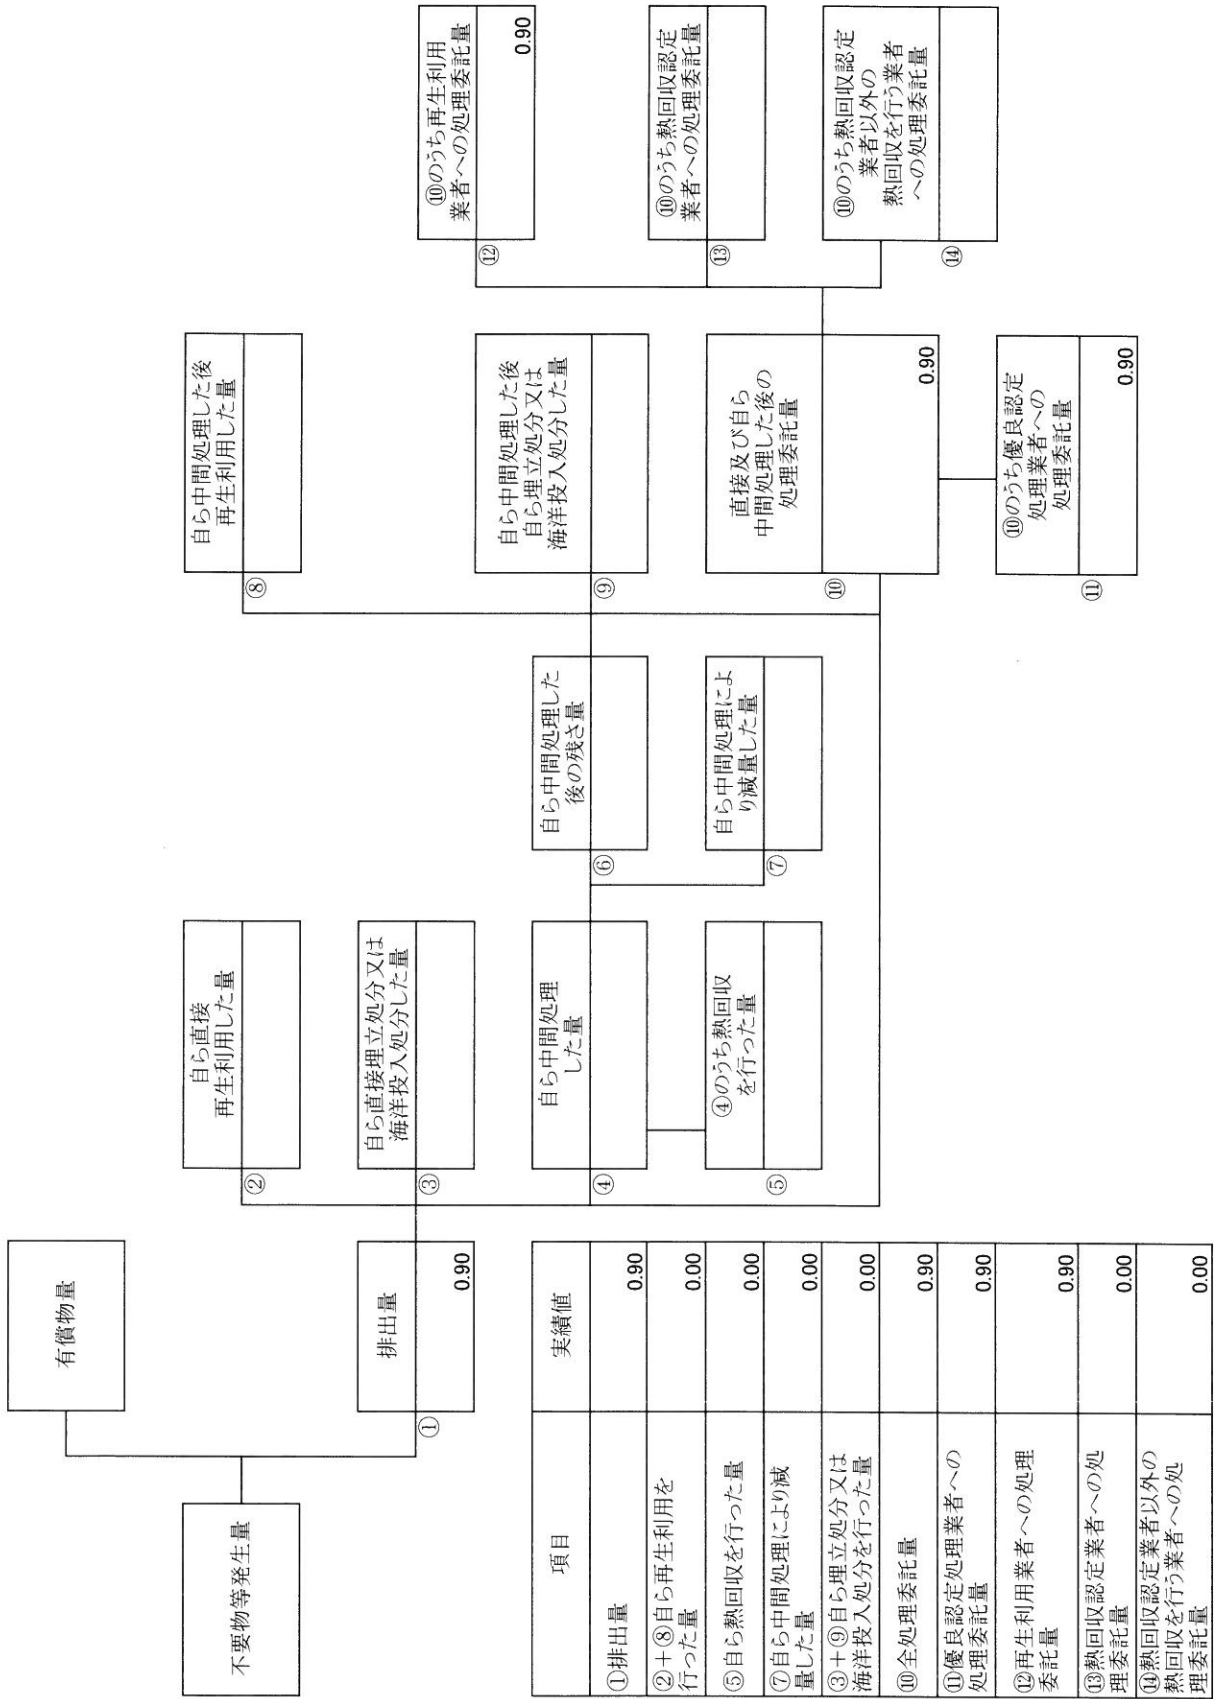 不要物等発生量
有償物量
①
排出量
0.90
②
自ら直接
再生利用した量
③
自ら直接埋立処分又は
海洋投入処分した量
④
自ら中間処理
した量
⑤
④のうち熱回収
を行った量
⑥
自ら中間処理した
後の残さ量
⑦
自ら中間処理によ
り減量した量
⑧
自ら中間処理した後
再生利用した量
⑨
自ら中間処理した後
自ら埋立処分又は
海洋投入処分した量
⑩
直接及び自ら
中間処理した後の
処理委託量
0.90
⑪
⑩のうち優良認定
処理業者への
処理委託量
0.90
⑫
⑩のうち再生利用
業者への処理委託量
0.90
⑬
⑩のうち熱回収認定
業者への処理委託量
⑭
⑩のうち熱回収認定
業者以外の
熱回収を行う業者
への処理委託量
項目 実績値
①排出量 0.90
②+⑧自ら再生利用を
行った量 0.00
⑤自ら熱回収を行った量 0.00
⑦自ら中間処理により減
量した量 0.00
③+⑨自ら埋立処分又は
海洋投入処分を行った量 0.00
⑩全処理委託量 0.90
⑪優良認定処理業者への
処理委託量 0.90
⑫再生利用業者への処理
委託量 0.90
⑬熱回収認定業者への処
理委託量 0.00
⑭熱回収認定業者以外の
熱回収を行う業者への処
理委託量 0.00